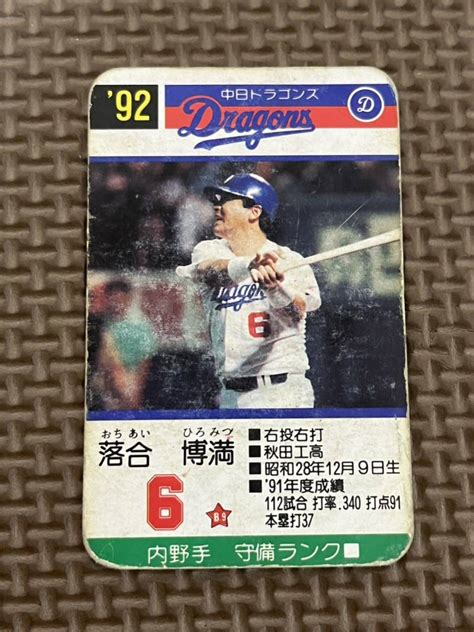 '92
中日ドラゴンズ
Dragons
D
Dragons
6
おちあい ひろみつ
落合 博満
6
B9
■右投右打
■秋田工高
■昭和28年12月9日生
■'91年度成績
112試合 打率.340 打点91
本塁打37
内野手 守備ランク■